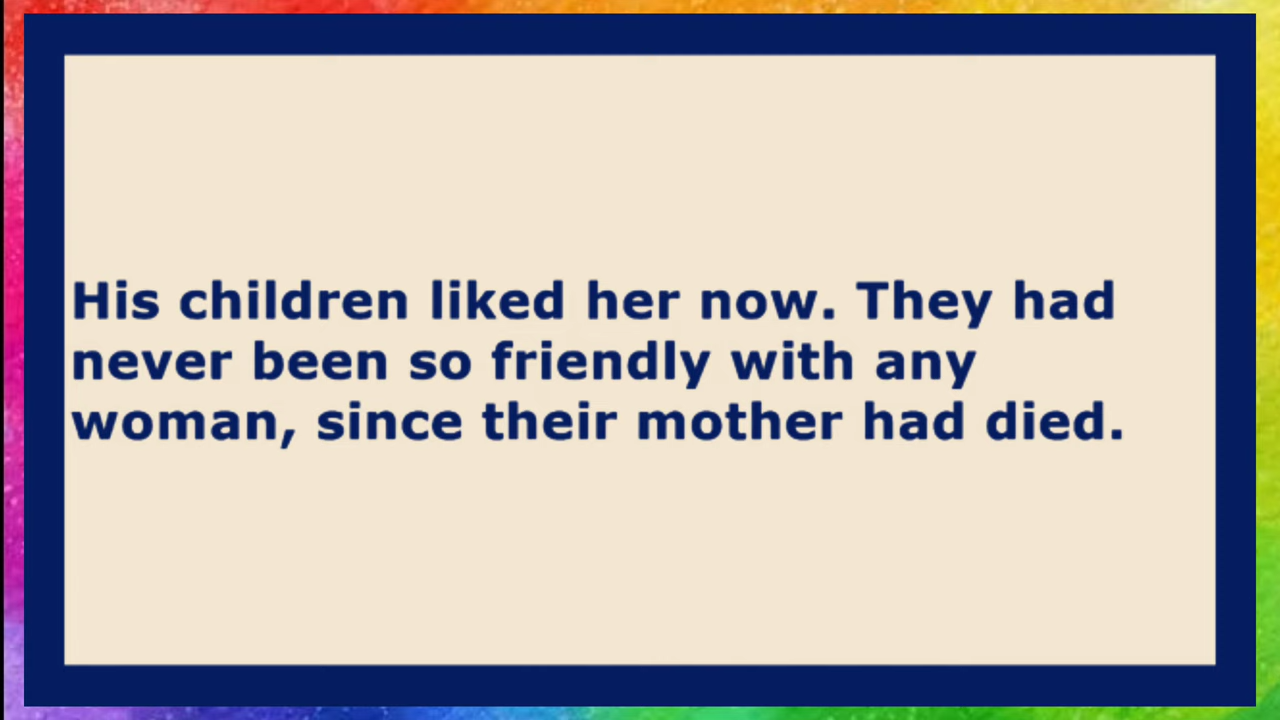 His children liked her now. They had
never been so friendly with any
woman, since their mother had died.